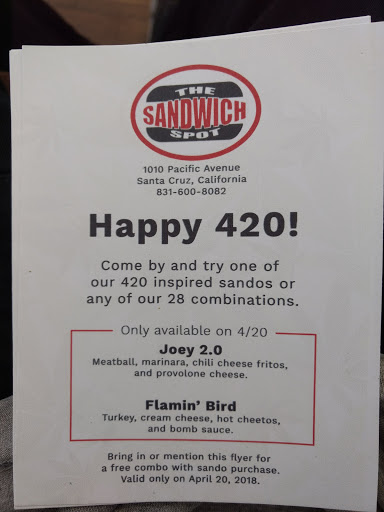 THE
SANDWICH
SPOT
1010 Pacific Avenue
Santa Cruz, California
831-600-8082
Happy 420!
Come by and try one of
our 420 inspired sandos or
any of our 28 combinations.
Only available on 4/20
Joey 2.0
Meatball, marinara, chili cheese fritos,
and provolone cheese.
Flamin' Bird
Turkey, cream cheese, hot cheetos,
and bomb sauce.
Bring in or mention this flyer for
a free combo with sando purchase.
Valid only on April 20, 2018.